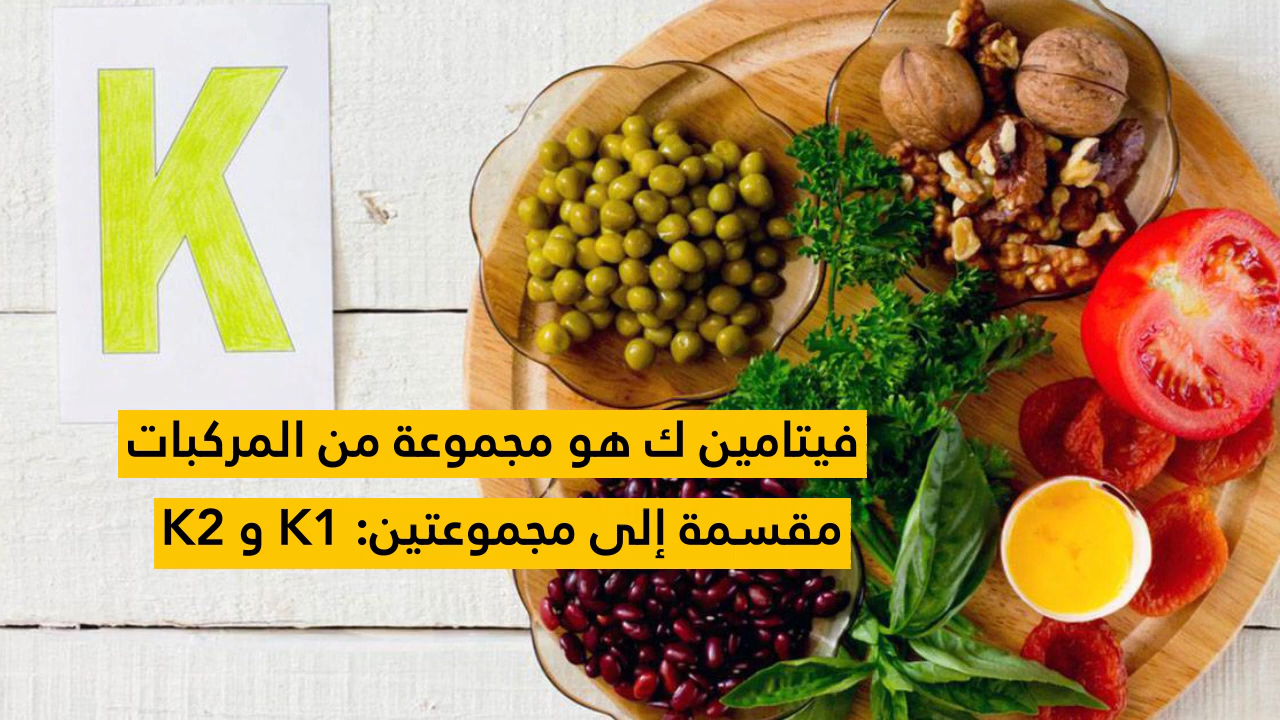 K
فيتامين ك هو مجموعة من المركبات
مقسمة إلى مجموعتين: K1 و K2